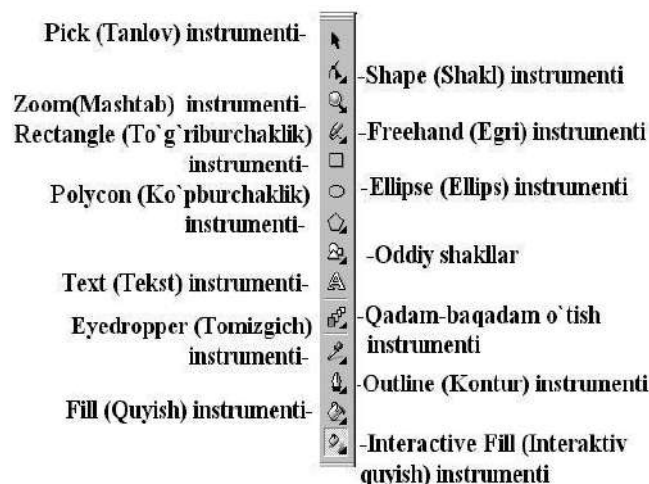 Pick (Tanlov) instrumenti-
-Shape (Shakl) instrumenti
Zoom(Mashtab) instrumenti-
Rectangle (To`g`riburchaklik)
instrumenti-
-Freehand (Egri) instrumenti
Polycon (Ko`pburchaklik)
instrumenti-
-Ellipse (Ellips) instrumenti
-Oddiy shakllar
Text (Tekst) instrumenti-
Eyedropper (Tomizgich)
instrumenti-
-Qadam-baqadam o`tish
instrumenti
-Outline (Kontur) instrumenti
Fill (Quyish) instrumenti-
-Interactive Fill (Interaktiv
quyish) instrumenti